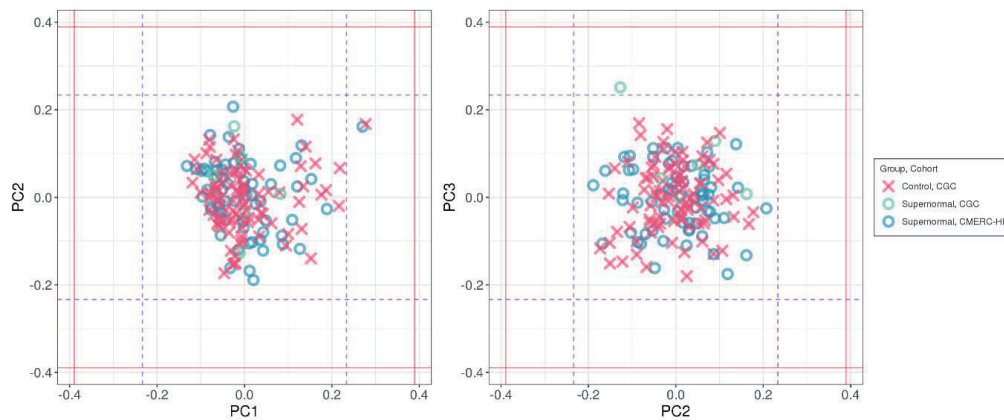 0.4
0.2
0.0
-0.2
-0.4
PC2
-0.4 -0.2 0.0 0.2 0.4
PC1
0.4
0.2
0.0
-0.2
-0.4
PC3
-0.4 -0.2 0.0 0.2 0.4
PC2
Group, Cohort
Control, CGC
Supernormal, CGC
Supernormal, CMERC-HI